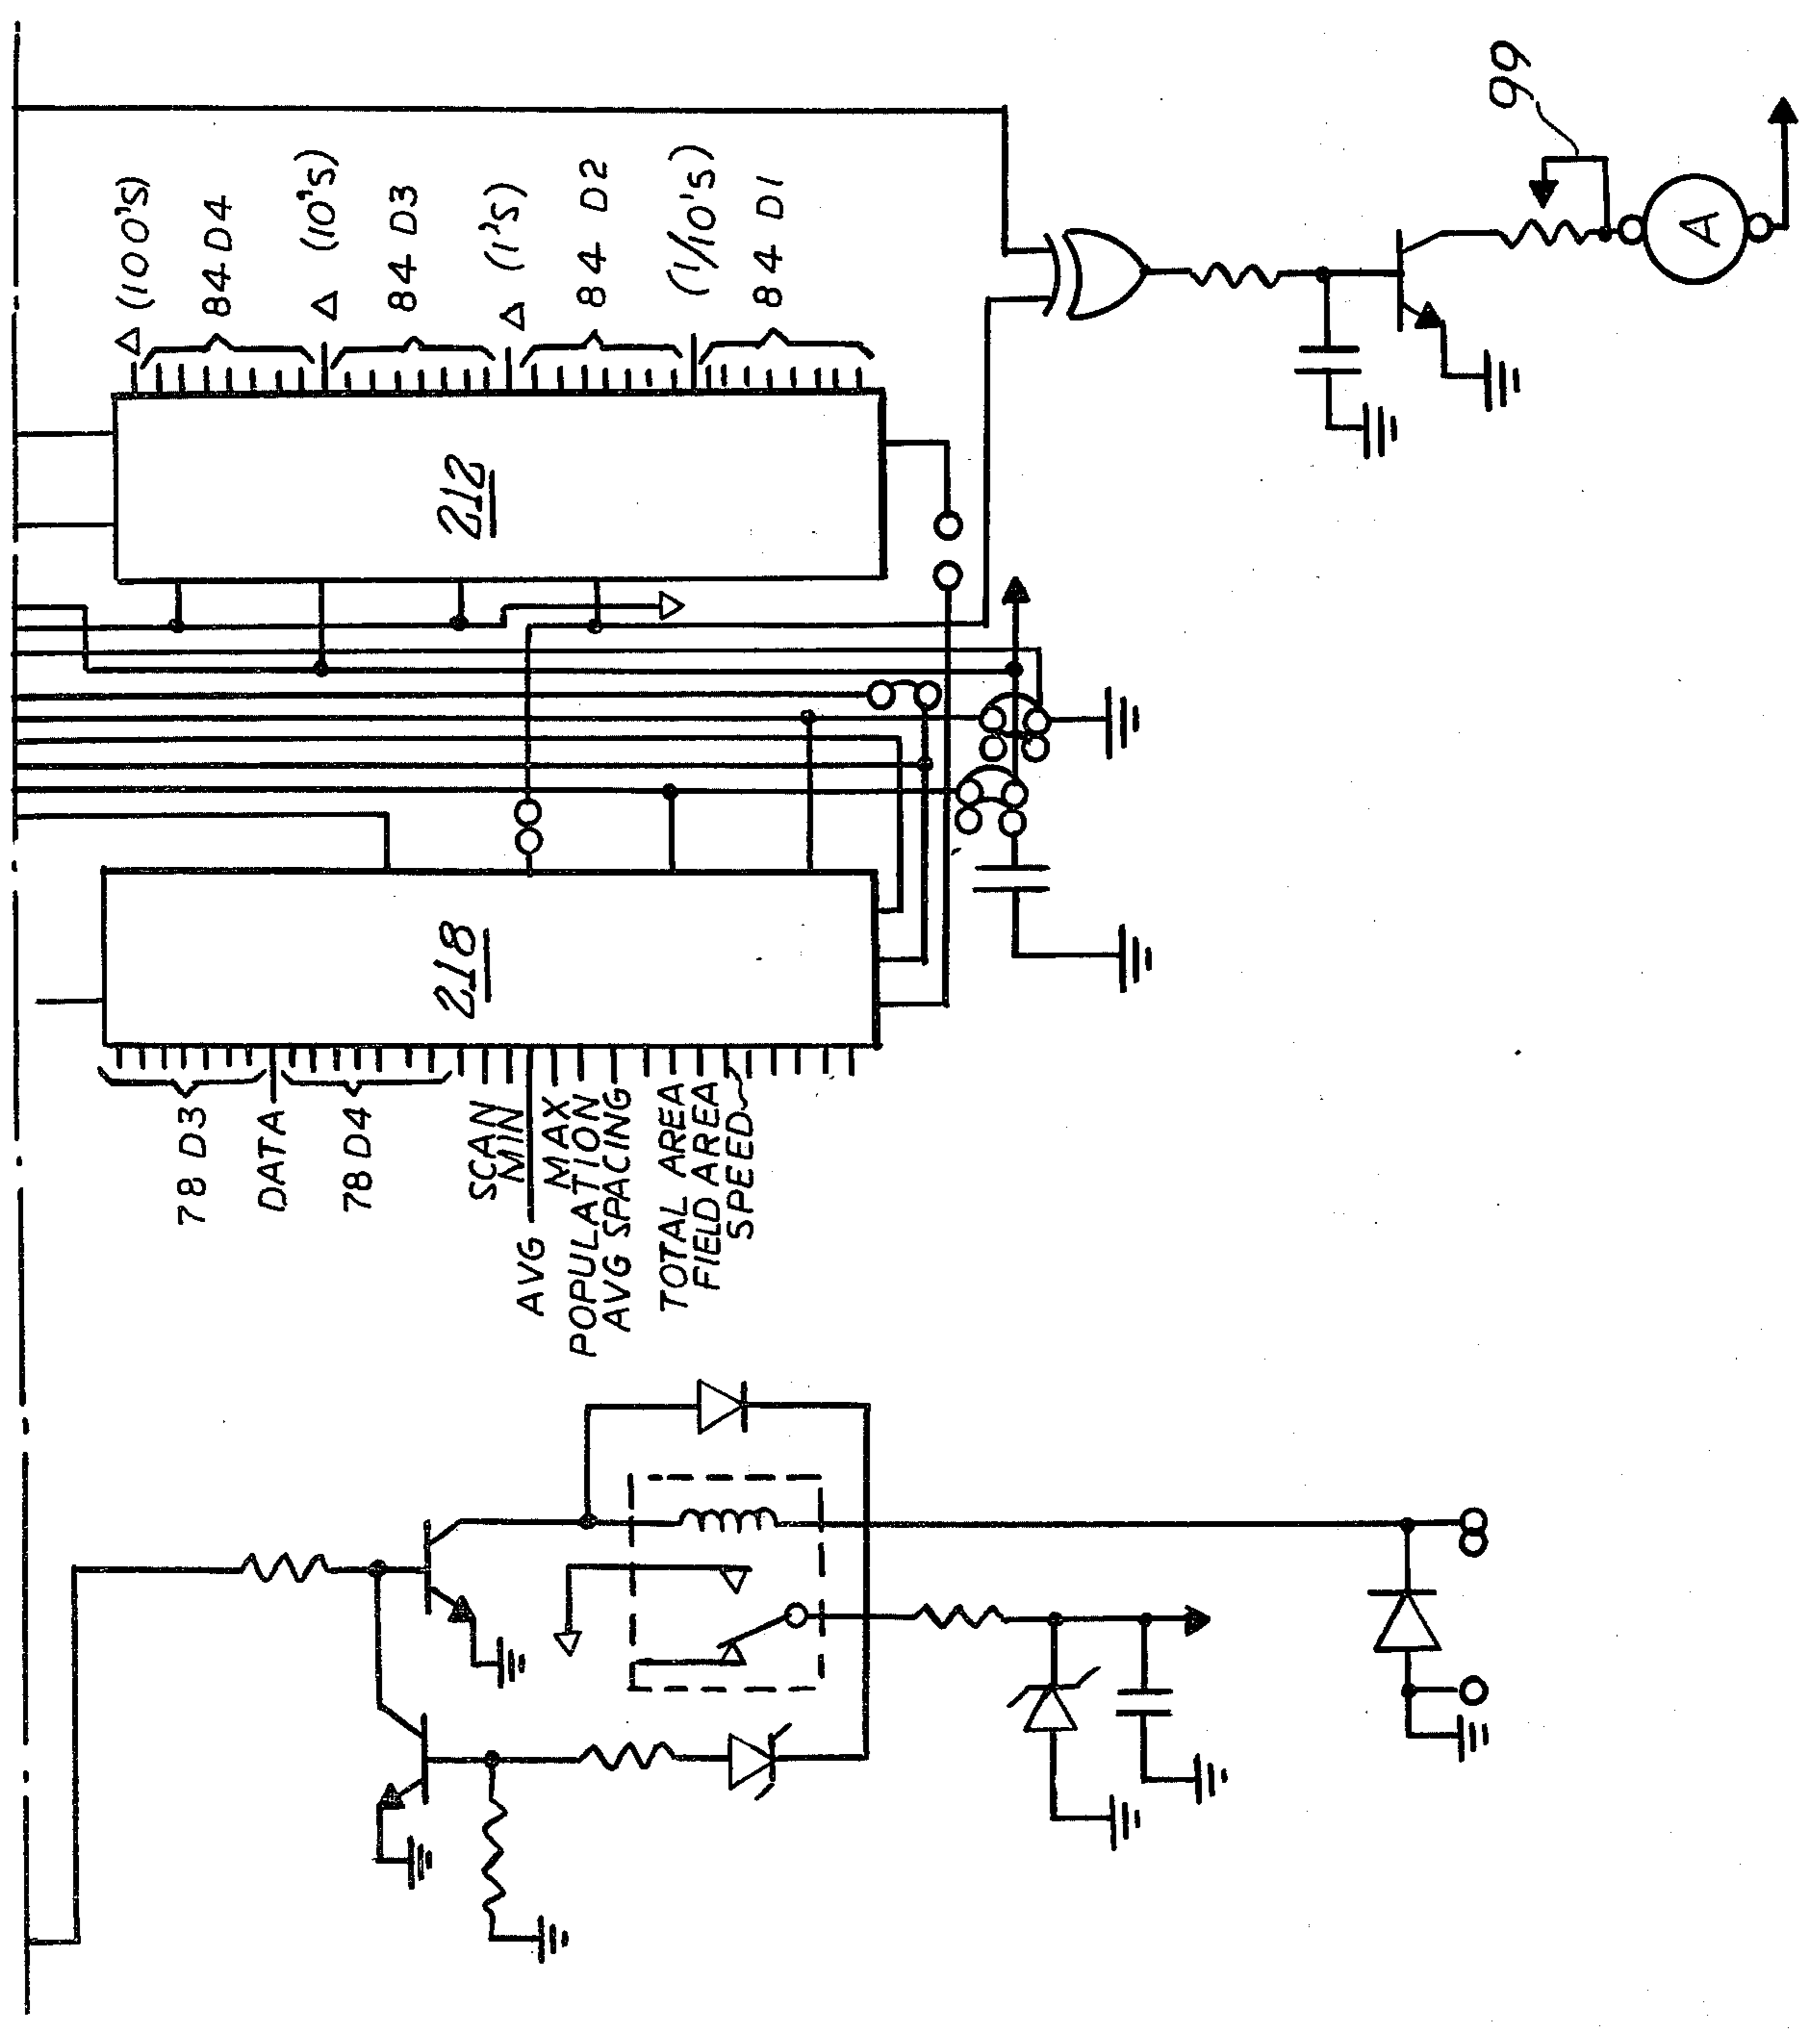 △ (100'S)
84 D4
△ (10'S)
84 D3
△ (1'S)
84 D2
(1/10'S)
84 D1
99
A
212
218
78 D3
DATA
78 D4
SCAN
MIN
AVG
MAX
POPULATION
AVG SPACING
TOTAL AREA
FIELD AREA
SPEED